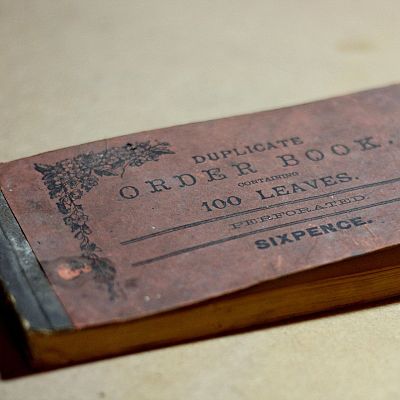 DUPLICATE
ORDER BOOK.
CONTAINING
100 LEAVES.
PERFORATED.
SIXPENCE.